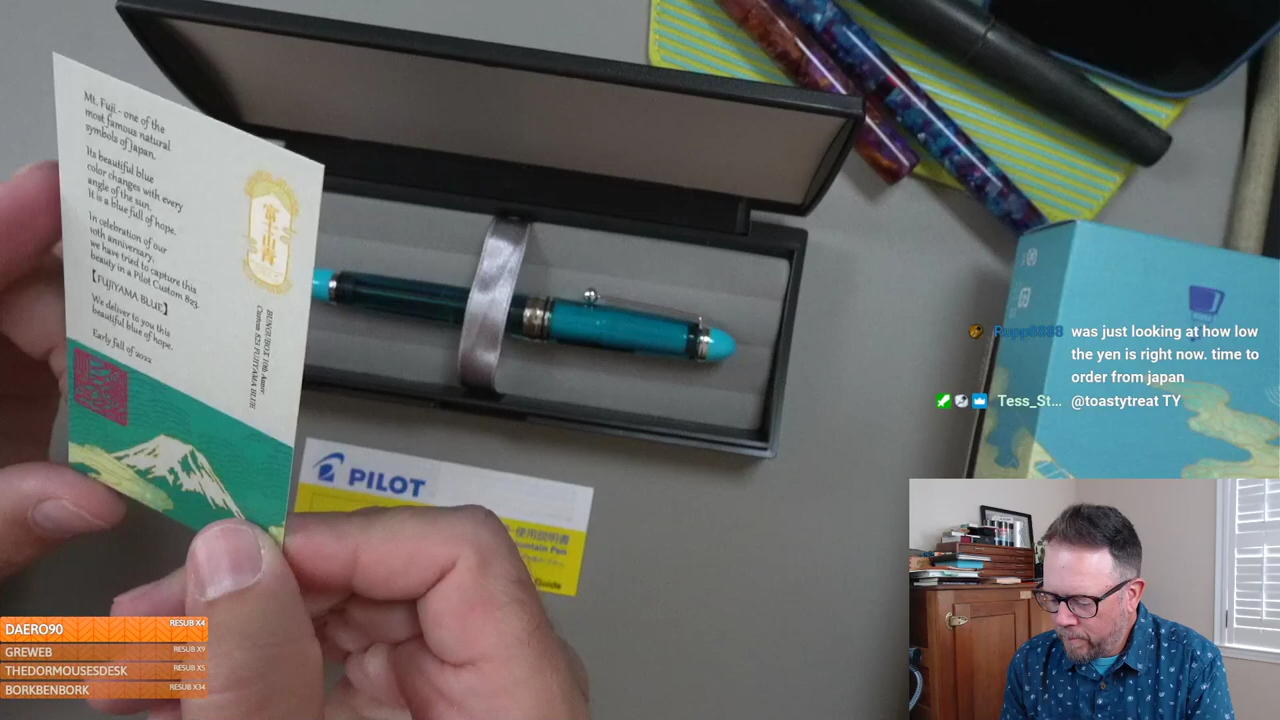 Mt. Fuji - one of the
most famous natural
symbols of Japan.
Its beautiful blue
color changes with every
angle of the sun.
It is a blue full of hope.
In celebration of our
10th anniversary,
we have tried to capture this
beauty in a Pilot Custom 823
【FUJIYAMA BLUE】
We deliver to you this
beautiful blue of hope.
Early fall of 2022
BUNGUBOX 10th Anniv
Custom 823 FUJIYAMA BLUE
PILOT
使用説明書
Fountain Pen
Guide
Rupp8888 was just looking at how low
the yen is right now. time to
order from japan
Tess_St... @toastytreat TY
DAERO90 RESUB X4
GREWEB RESUB X9
THEDORMOUSESDESK RESUB X5
BORKBENBORK RESUB X34